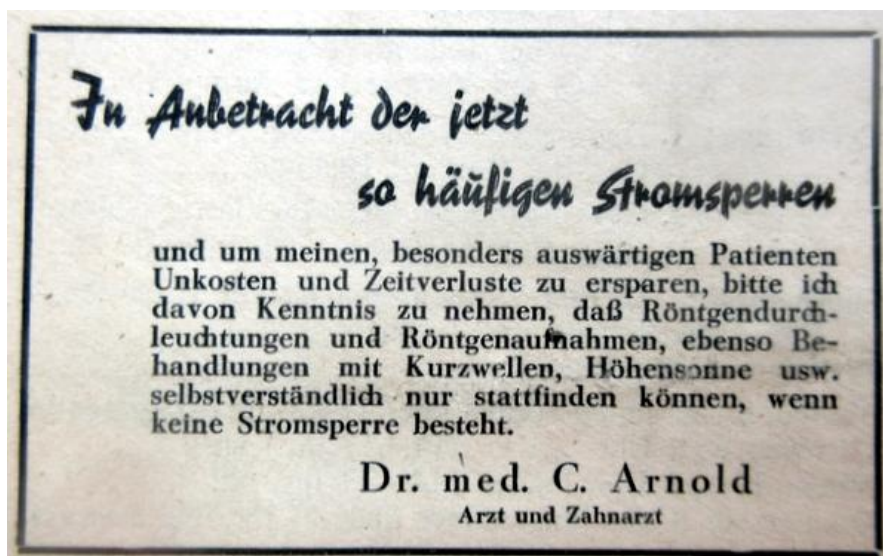 In Anbetracht der jetzt
so häufigen Stromsperren
und um meinen, besonders auswärtigen Patienten
Unkosten und Zeitverluste zu ersparen, bitte ich
davon Kenntnis zu nehmen, daß Röntgendurch-
leuchtungen und Röntgenaufnahmen, ebenso Be-
handlungen mit Kurzwellen, Höhensonne usw.
selbstverständlich nur stattfinden können, wenn
keine Stromsperre besteht.
Dr. med. C. Arnold
Arzt und Zahnarzt